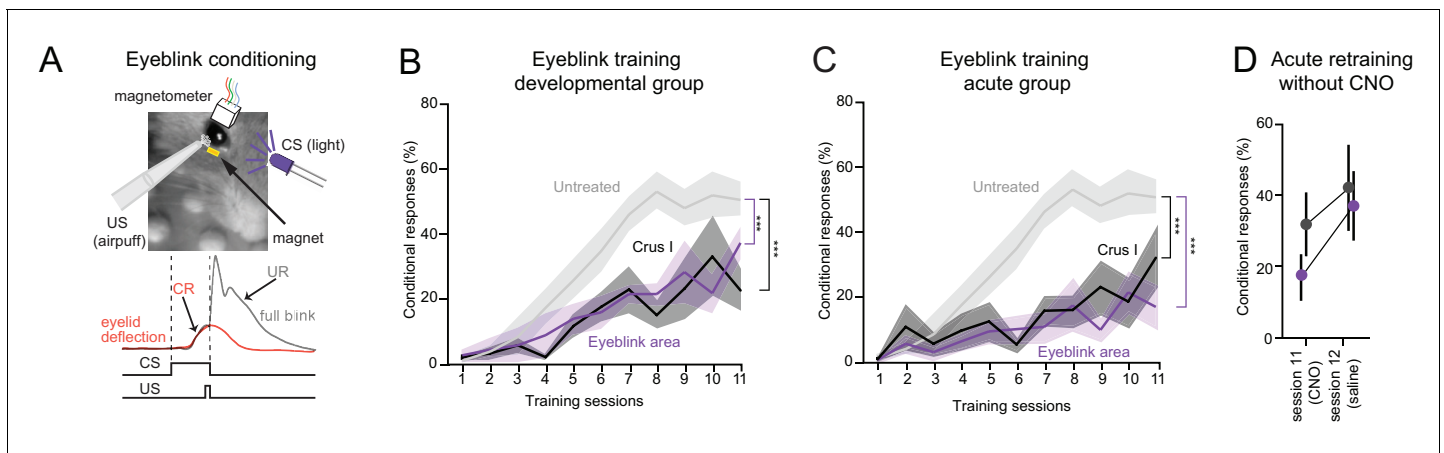 A
Eyeblink conditioning
magnetometer
CS (light)
US
(airpuff)
magnet
UR
CR
full blink
eyelid
deflection
CS
US
B
Eyeblink training
developmental group
Conditional responses (%)
80
60
40
20
0
Untreated
Crus I
Eyeblink area
***
***
1 2 3 4 5 6 7 8 9 10 11
Training sessions
C
Eyeblink training
acute group
Conditional responses (%)
80
60
40
20
0
Untreated
Crus I
Eyeblink area
***
***
1 2 3 4 5 6 7 8 9 10 11
Training sessions
D
Acute retraining
without CNO
Conditional responses (%)
60
40
20
0
session 11
(CNO)
session 12
(saline)